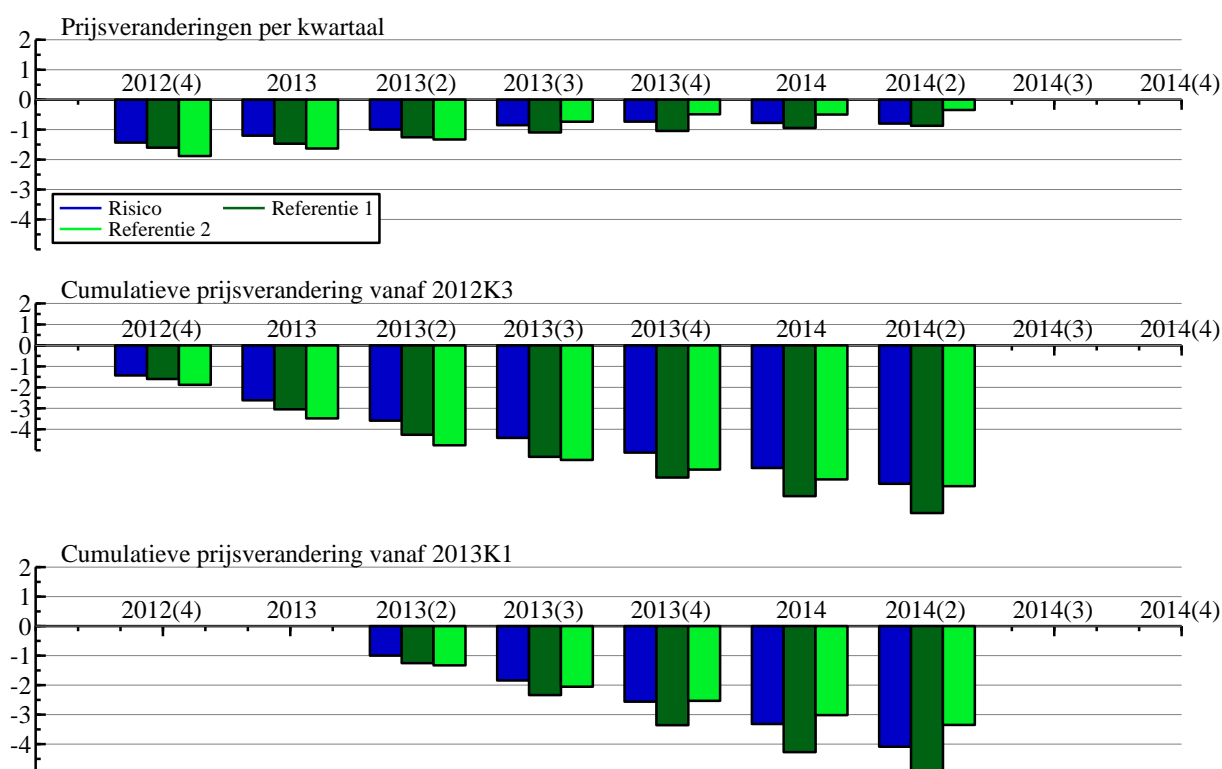 Prijsveranderingen per kwartaal
2
1
2012(4) 2013 2013(2) 2013(3) 2013(4) 2014 2014(2) 2014(3) 2014(4)
0
-1
-2
-3
Risico Referentie 1
-4
Referentie 2
Cumulatieve prijsverandering vanaf 2012K3
2
1
2012(4) 2013 2013(2) 2013(3) 2013(4) 2014 2014(2) 2014(3) 2014(4)
0
-1
-2
-3
-4
Cumulatieve prijsverandering vanaf 2013K1
2
1
2012(4) 2013 2013(2) 2013(3) 2013(4) 2014 2014(2) 2014(3) 2014(4)
0
-1
-2
-3
-4